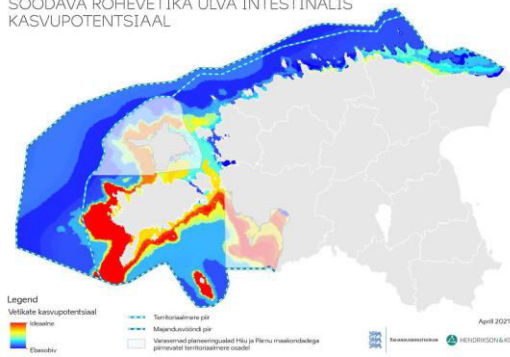 SOODAVA ROHEVETIKA ULVA INTESTINALIS
KASVUPOTENTSIAAL
Legend
Vetikate kasvupotentsiaal
Ideaalne
Ebasobiv
Territoriaalmere piir
Majandusvööndi piir
Varasemad planeeringualad Hiiu ja Pärnu maakondadega
piirnevatel territoriaalmere osadel
April 2021
RAHANDUSMINISTEERIUM
HENDRIKSON & KO